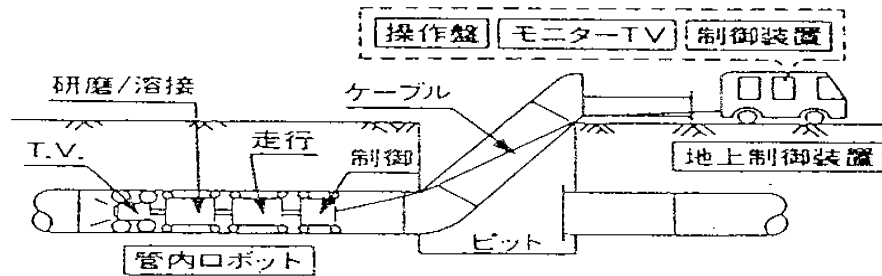 操作盤 モニターTV 制御装置
研磨/溶接
ケーブル
T.V.
走行
制御
地上制御装置
ピット
管内ロボット